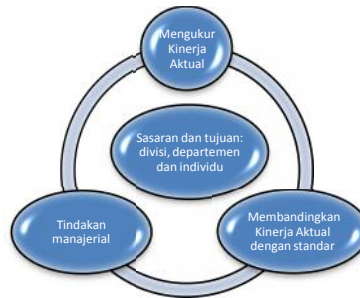 Mengukur
Kinerja
Aktual
Sasaran dan tujuan:
divisi, departemen
dan individu
Tindakan
manajerial
Membandingkan
Kinerja Aktual
dengan standar